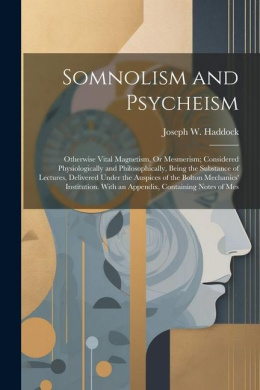 SOMNOLISM AND
PSYCHEISM
Joseph W. Haddock
Otherwise Vital Magnetism, Or Mesmerism; Considered
Physiologically and Philosophically, Being the Substance of
Lectures, Delivered Under the Auspices of the Bolton Mechanics'
Institution. With an Appendix, Containing Notes of Mes